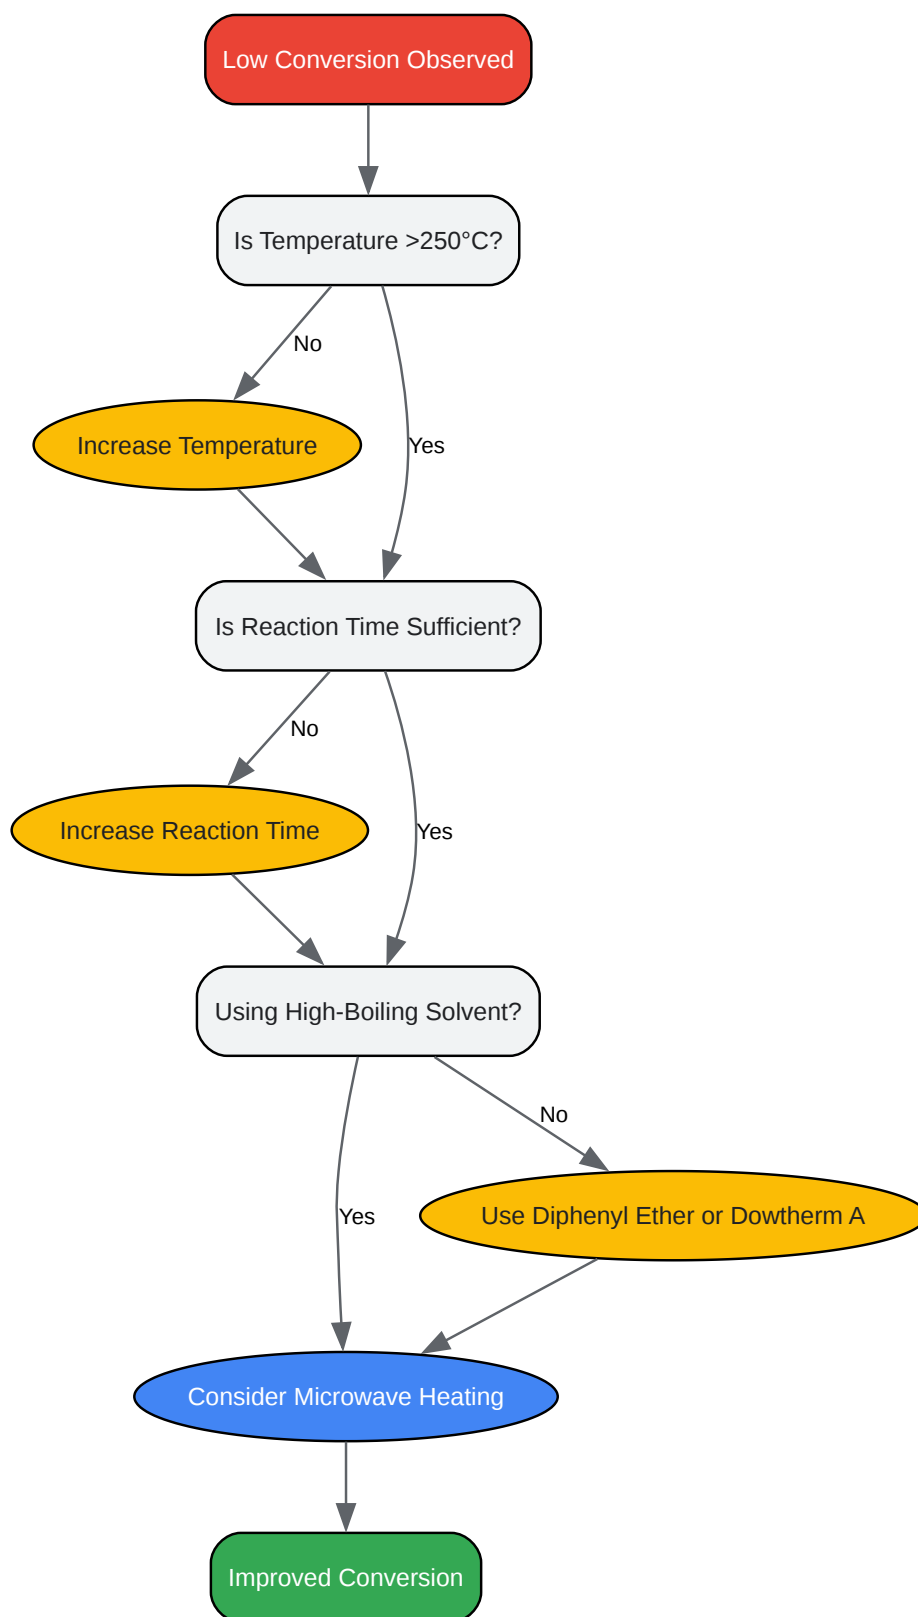 Low Conversion Observed
Is Temperature >250°C?
No
Increase Temperature
Yes
Is Reaction Time Sufficient?
No
Increase Reaction Time
Yes
Using High-Boiling Solvent?
No
Yes
Use Diphenyl Ether or Dowtherm A
Consider Microwave Heating
Improved Conversion